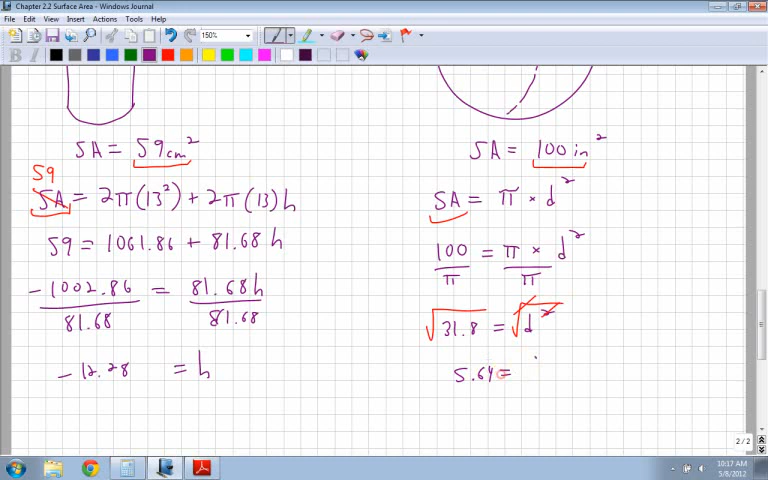 Chapter 2.2 Surface Area - Windows Journal
File Edit View Insert Actions Tools Help
150%
B I
SA = 59cm²
59
SA = 2π(13²) + 2π(13)h
59 = 1061.86 + 81.68h
-1002.86 = 81.68h
81.68 81.68
-12.28 = h
SA = 100in²
SA = π × d²
100 = π × d²
π π
√31.8 = √d²
5.64 =
2/2
10:17 AM
5/8/2012